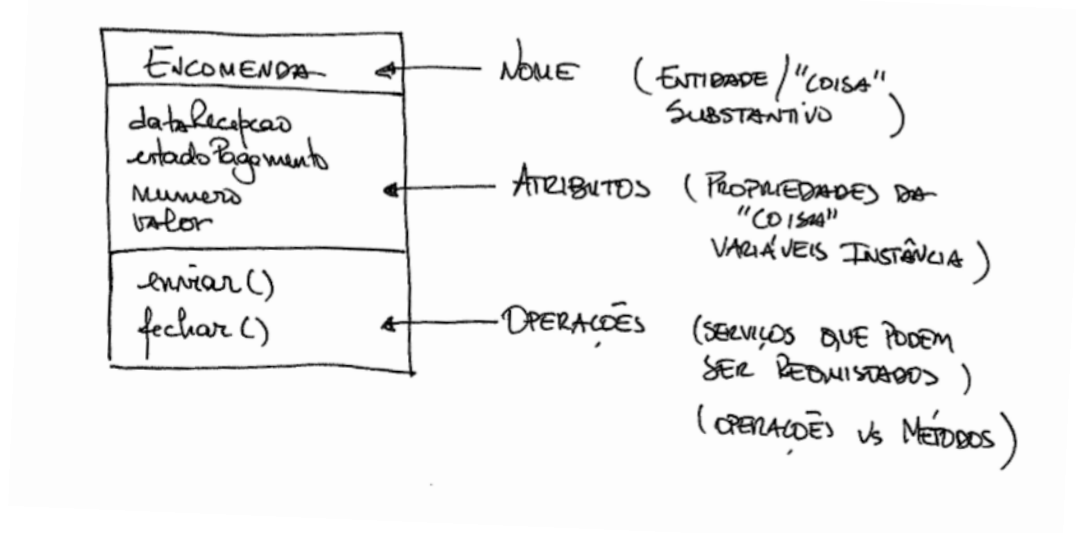 ENCOMENDA
NOME (ENTIDADE/"COISA"
SUBSTANTIVO)
dataRecepcao
estadoPagamento
numero
valor
ATRIBUTOS (PROPRIEDADES DA
"COISA"
VARIÁVEIS INSTÂNCIA)
enviar()
fechar()
OPERAÇÕES (SERVIÇOS QUE PODEM
SER REQUISTADOS)
(OPERAÇÕES VS MÉTODOS)